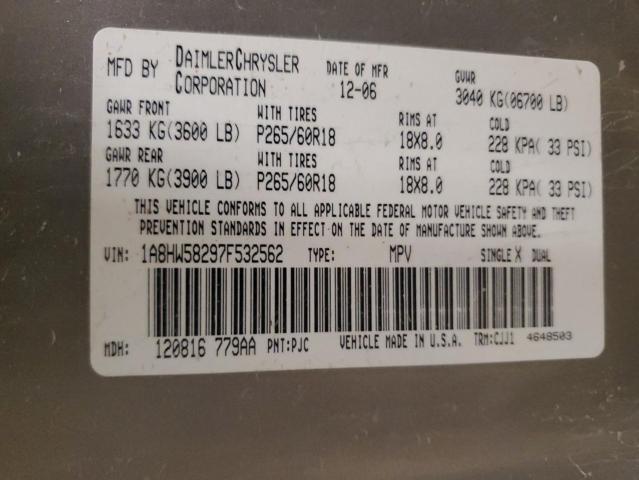 MFD BY DAIMLERCHRYSLER CORPORATION DATE OF MFR 12-06 GVWR 3040 KG(06700 LB)
GAWR FRONT WITH TIRES RIMS AT COLD
1633 KG(3600 LB) P265/60R18 18X8.0 228 KPA( 33 PSI)
GAWR REAR WITH TIRES RIMS AT COLD
1770 KG(3900 LB) P265/60R18 18X8.0 228 KPA( 33 PSI)
THIS VEHICLE CONFORMS TO ALL APPLICABLE FEDERAL MOTOR VEHICLE SAFETY AND THEFT
PREVENTION STANDARDS IN EFFECT ON THE DATE OF MANUFACTURE SHOWN ABOVE.
VIN: 1A8HW58297F532562 TYPE: MPV SINGLE X DUAL
MDH: 120816 779AA PNT:PJC VEHICLE MADE IN U.S.A. TRM:CJJ1 4648503